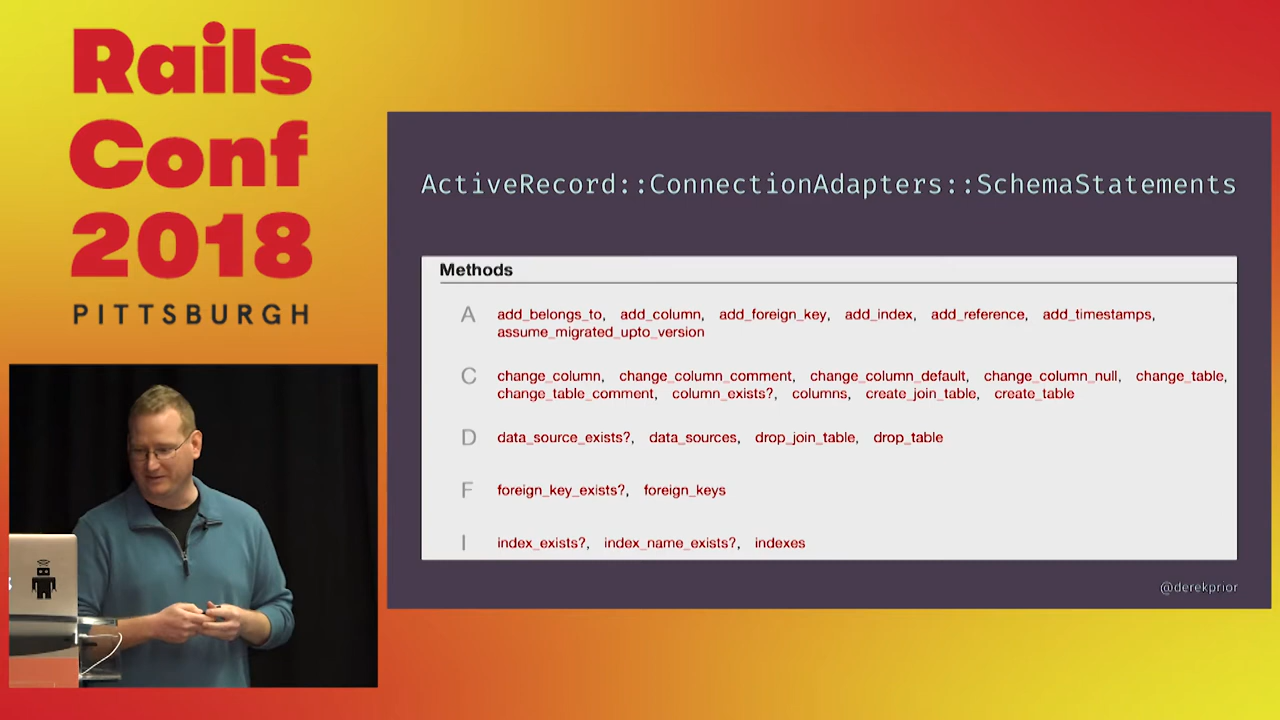 Rails
Conf
2018
PITTSBURGH
ActiveRecord::ConnectionAdapters::SchemaStatements
Methods
A
add_belongs_to, add_column, add_foreign_key, add_index, add_reference, add_timestamps,
assume_migrated_upto_version
C
change_column, change_column_comment, change_column_default, change_column_null, change_table,
change_table_comment, column_exists?, columns, create_join_table, create_table
D
data_source_exists?, data_sources, drop_join_table, drop_table
F
foreign_key_exists?, foreign_keys
I
index_exists?, index_name_exists?, indexes
@derekprior